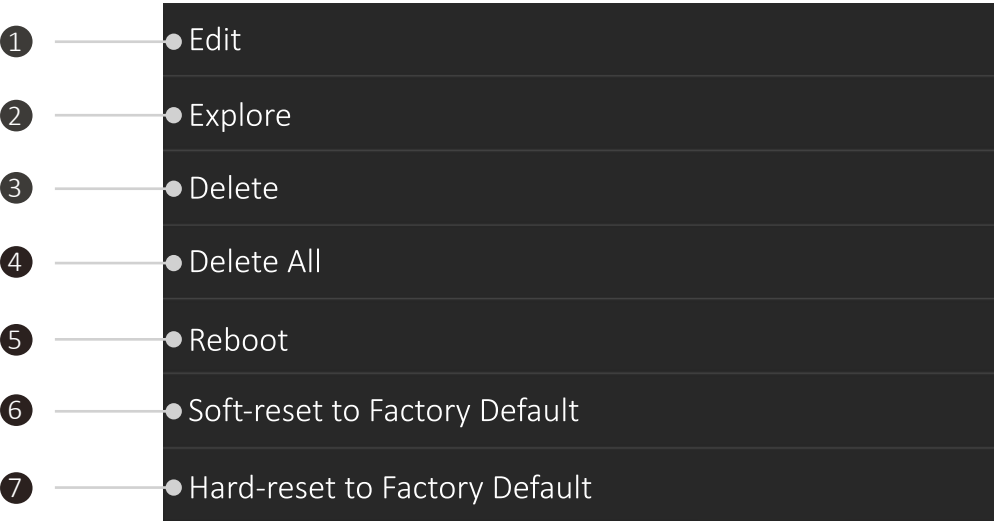 1 Edit
2 Explore
3 Delete
4 Delete All
5 Reboot
6 Soft-reset to Factory Default
7 Hard-reset to Factory Default